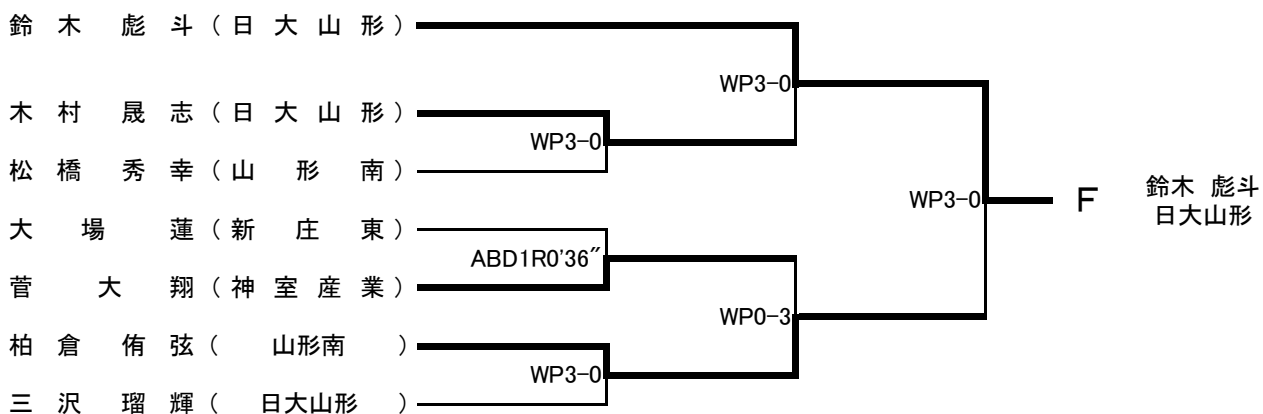 鈴木 彪斗(日大山形)
WP3-0
木村 晟志(日大山形)
WP3-0
松橋秀幸(山形南)
WP3-0
F
鈴木 彪斗
日大山形
大場 蓮(新庄東)
ABD1R0'36"
菅 大翔(神室産業)
WP0-3
柏倉 侑弦( 山形南 )
WP3-0
三沢 瑠輝( 日大山形 )